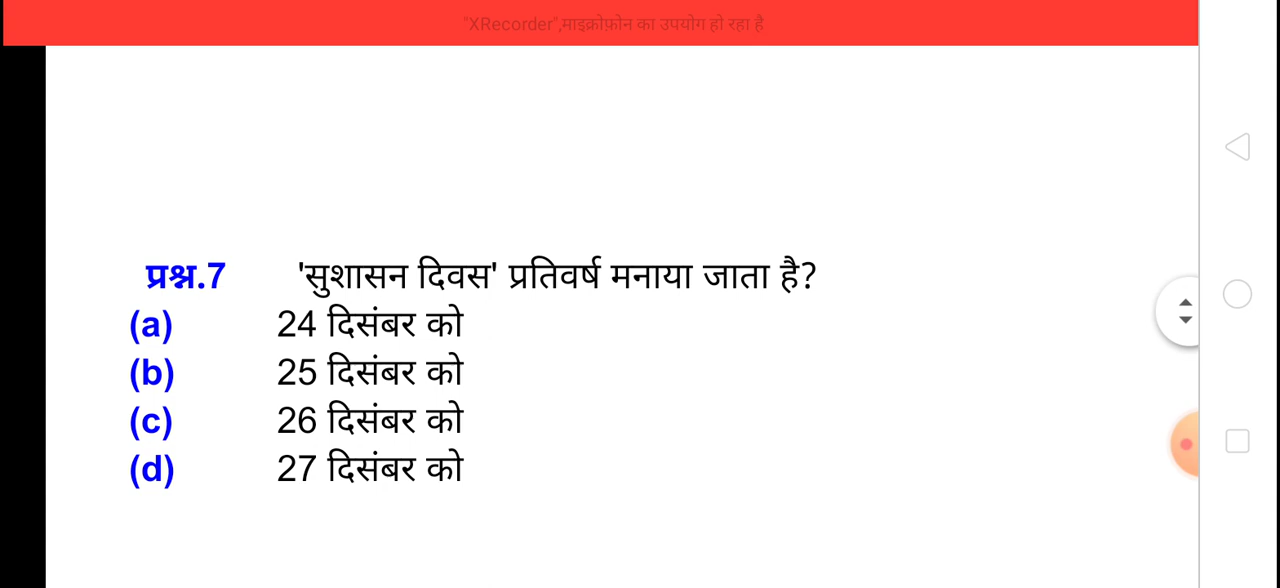 "XRecorder",माइक्रोफ़ोन का उपयोग हो रहा है
प्रश्न.7 'सुशासन दिवस' प्रतिवर्ष मनाया जाता है?
(a) 24 दिसंबर को
(b) 25 दिसंबर को
(c) 26 दिसंबर को
(d) 27 दिसंबर को